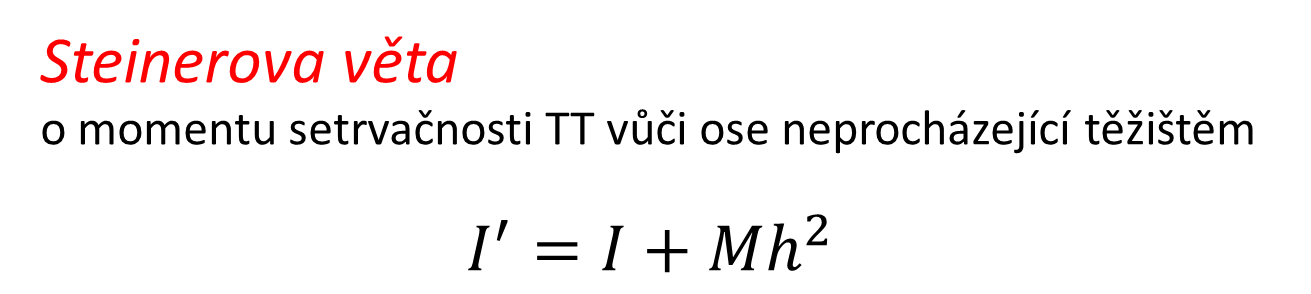 Steinerova věta
o momentu setrvačnosti TT vůči ose neprocházející těžištěm
I′ = I + Mh²